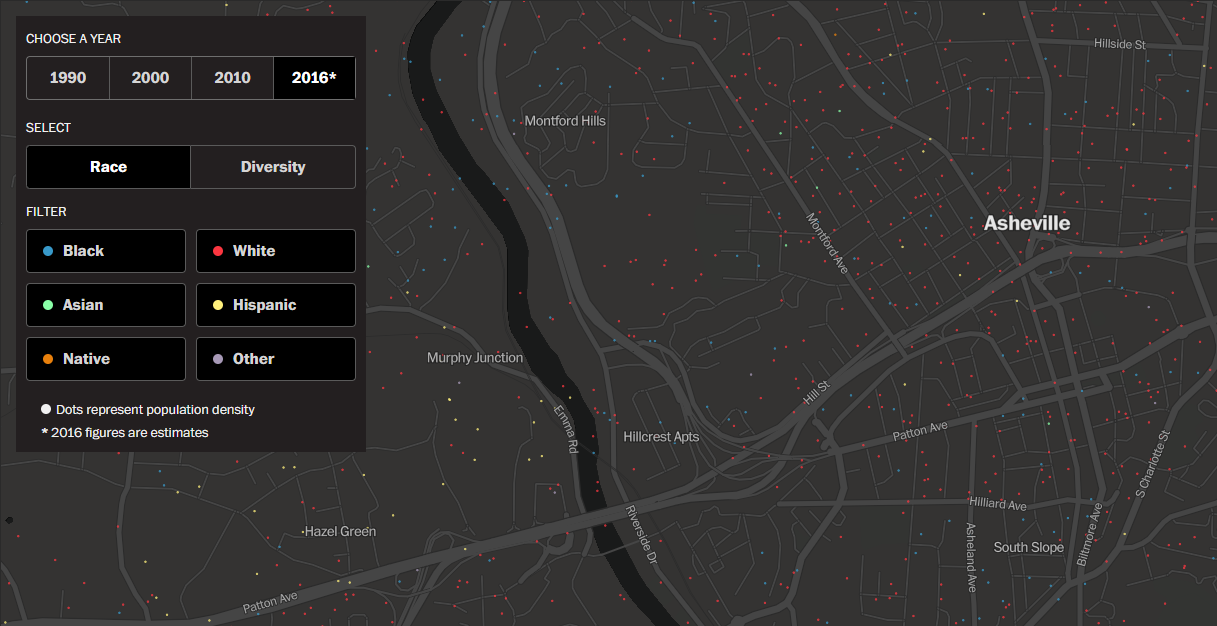 CHOOSE A YEAR
1990 2000 2010 2016*
SELECT
Race Diversity
FILTER
Black White
Asian Hispanic
Native Other
Dots represent population density
* 2016 figures are estimates
Hillside St
Montford Hills
Montford Ave
Asheville
Murphy Junction
Emma Rd
Hill St
Hillcrest Apts
Patton Ave
S Charlotte St
Hilliard Ave
Riverside Dr
Hazel Green
Asheland Ave
South Slope
Biltmore Ave
Patton Ave